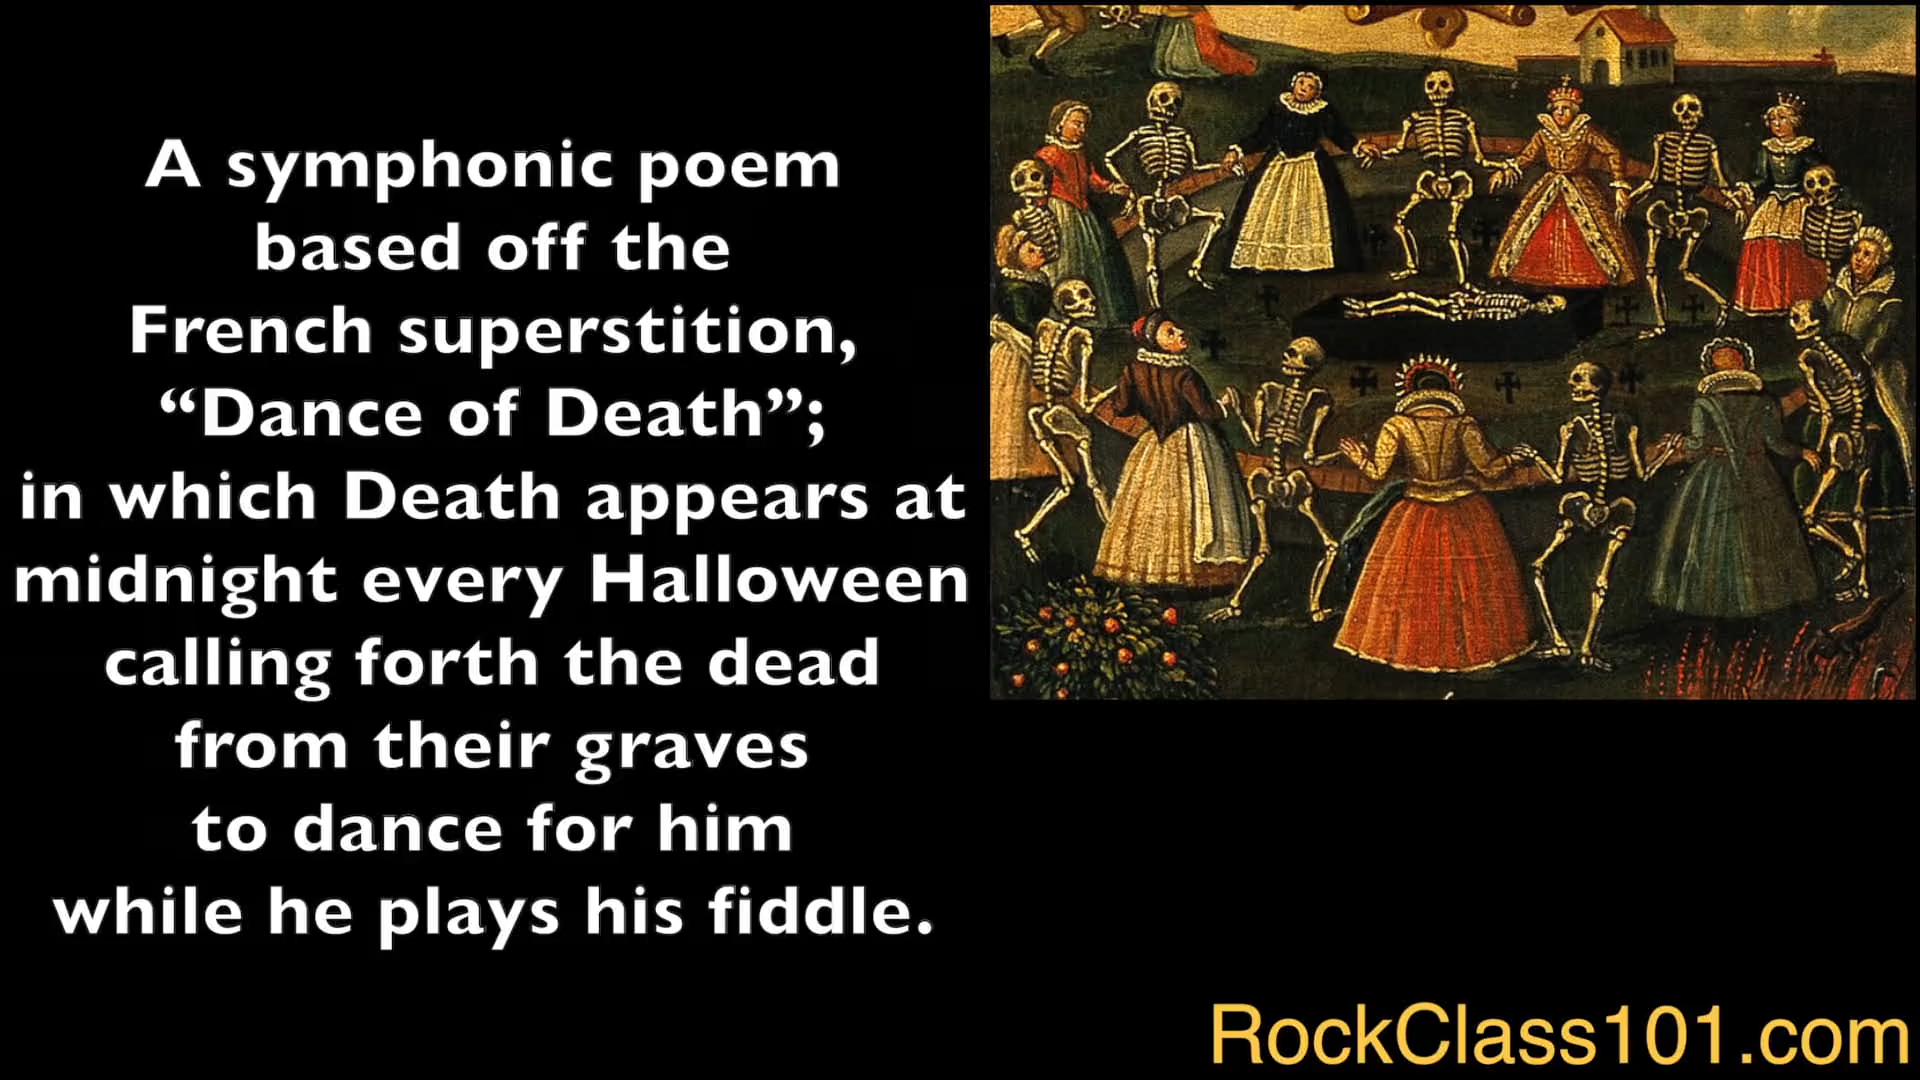 A symphonic poem
based off the
French superstition,
“Dance of Death”;
in which Death appears at
midnight every Halloween
calling forth the dead
from their graves
to dance for him
while he plays his fiddle.
RockClass101.com